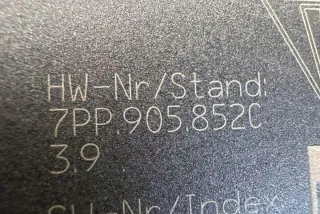 HW-Nr/Stand:
7PP.905.852C
3.9
SW-Nr/Index